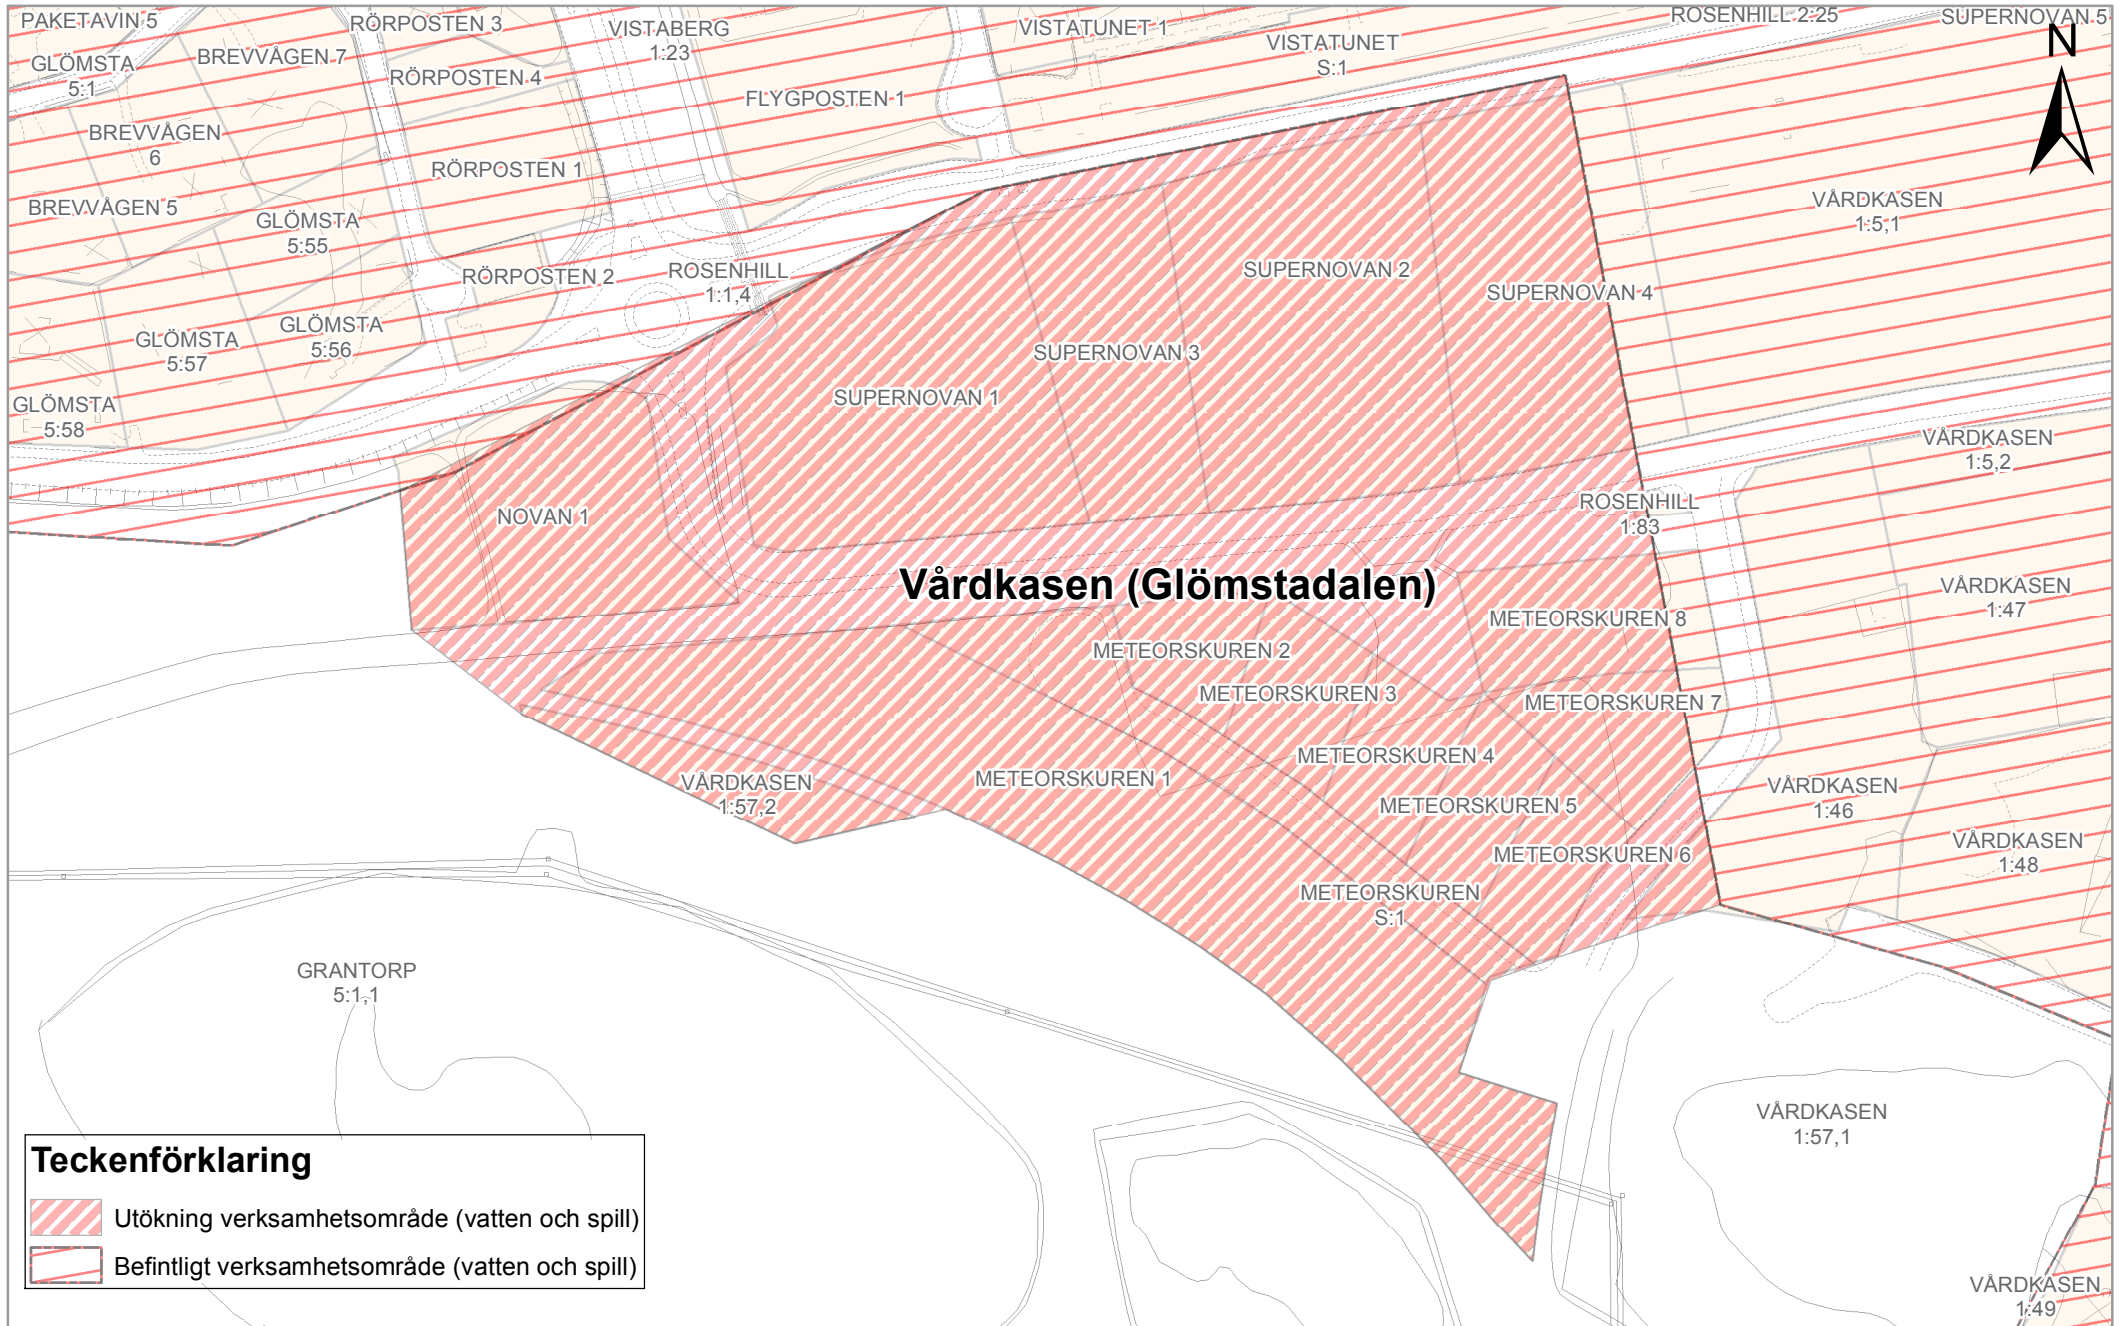 PAKETAVIN 5
RÖRPOSTEN 3
VISTABERG
1:23
VISTATUNET 1
ROSENHILL 2:25
SUPERNOVAN 5
GLÖMSTA
5:1
BREVVÅGEN 7
RÖRPOSTEN 4
VISTATUNET
S:1
N
FLYGPOSTEN 1
BREVVÅGEN
6
RÖRPOSTEN 1
BREVVÅGEN 5
GLÖMSTA
5:55
VÅRDKASEN
1:5,1
RÖRPOSTEN 2
ROSENHILL
1:1,4
SUPERNOVAN 2
SUPERNOVAN 4
GLÖMSTA
5:57
GLÖMSTA
5:56
SUPERNOVAN 3
SUPERNOVAN 1
GLÖMSTA
5:58
VÅRDKASEN
1:5,2
NOVAN 1
ROSENHILL
1:83
Vårdkasen (Glömstadalen)
VÅRDKASEN
1:47
METEORSKUREN 8
METEORSKUREN 2
METEORSKUREN 3
METEORSKUREN 7
METEORSKUREN 4
METEORSKUREN 1
VÅRDKASEN
1:57,2
METEORSKUREN 5
VÅRDKASEN
1:46
METEORSKUREN 6
VÅRDKASEN
1:48
METEORSKUREN
S:1
GRANTORP
5:1,1
VÅRDKASEN
1:57,1
Teckenförklaring
Utökning verksamhetsområde (vatten och spill)
Befintligt verksamhetsområde (vatten och spill)
VÅRDKASEN
1:49